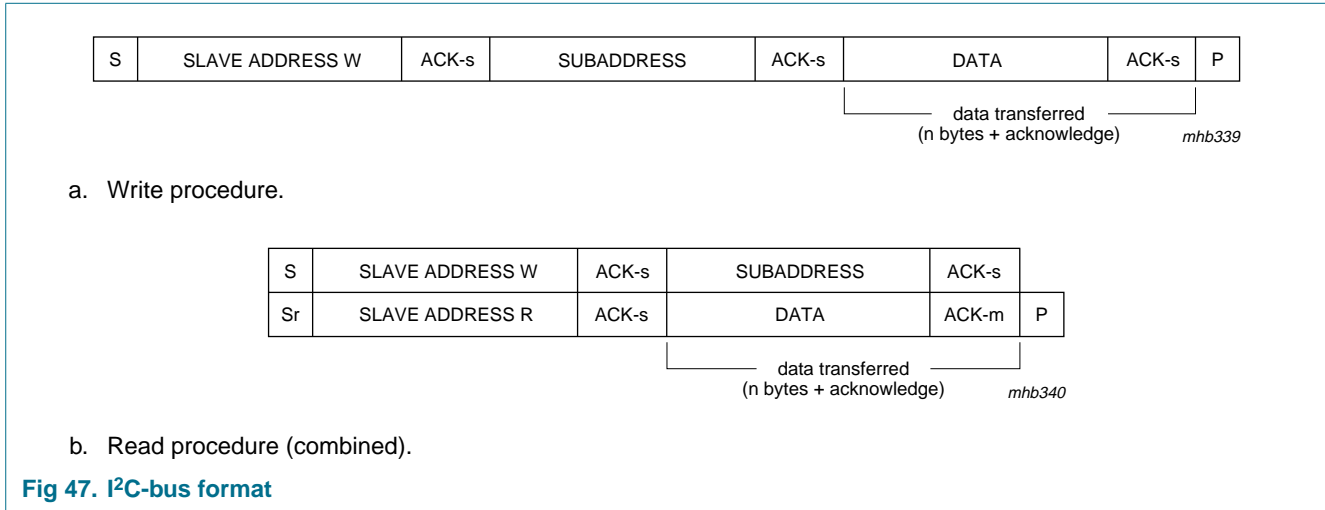 S SLAVE ADDRESS W ACK-s SUBADDRESS ACK-s DATA ACK-s P
data transferred
(n bytes + acknowledge)
mhb339
a. Write procedure.
S SLAVE ADDRESS W ACK-s SUBADDRESS ACK-s
Sr SLAVE ADDRESS R ACK-s DATA ACK-m P
data transferred
(n bytes + acknowledge)
mhb340
b. Read procedure (combined).
Fig 47. I²C-bus format